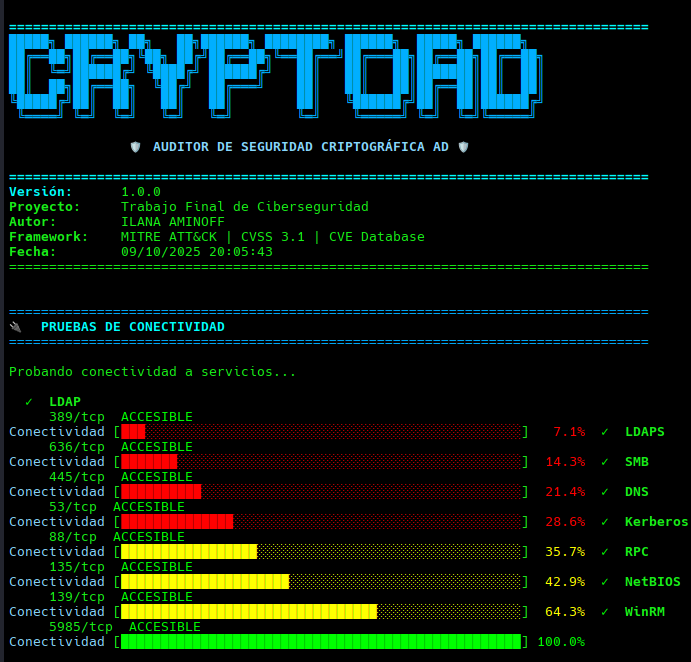 CRYPTOAD
🛡️ AUDITOR DE SEGURIDAD CRIPTOGRÁFICA AD 🛡️
Versión: 1.0.0
Proyecto: Trabajo Final de Ciberseguridad
Autor: ILANA AMINOFF
Framework: MITRE ATT&CK | CVSS 3.1 | CVE Database
Fecha: 09/10/2025 20:05:43
🔌 PRUEBAS DE CONECTIVIDAD
Probando conectividad a servicios...
✓ LDAP
389/tcp ACCESIBLE
Conectividad [] 7.1% ✓ LDAPS
636/tcp ACCESIBLE
Conectividad [] 14.3% ✓ SMB
445/tcp ACCESIBLE
Conectividad [] 21.4% ✓ DNS
53/tcp ACCESIBLE
Conectividad [] 28.6% ✓ Kerberos
88/tcp ACCESIBLE
Conectividad [] 35.7% ✓ RPC
135/tcp ACCESIBLE
Conectividad [] 42.9% ✓ NetBIOS
139/tcp ACCESIBLE
Conectividad [] 64.3% ✓ WinRM
5985/tcp ACCESIBLE
Conectividad [] 100.0%